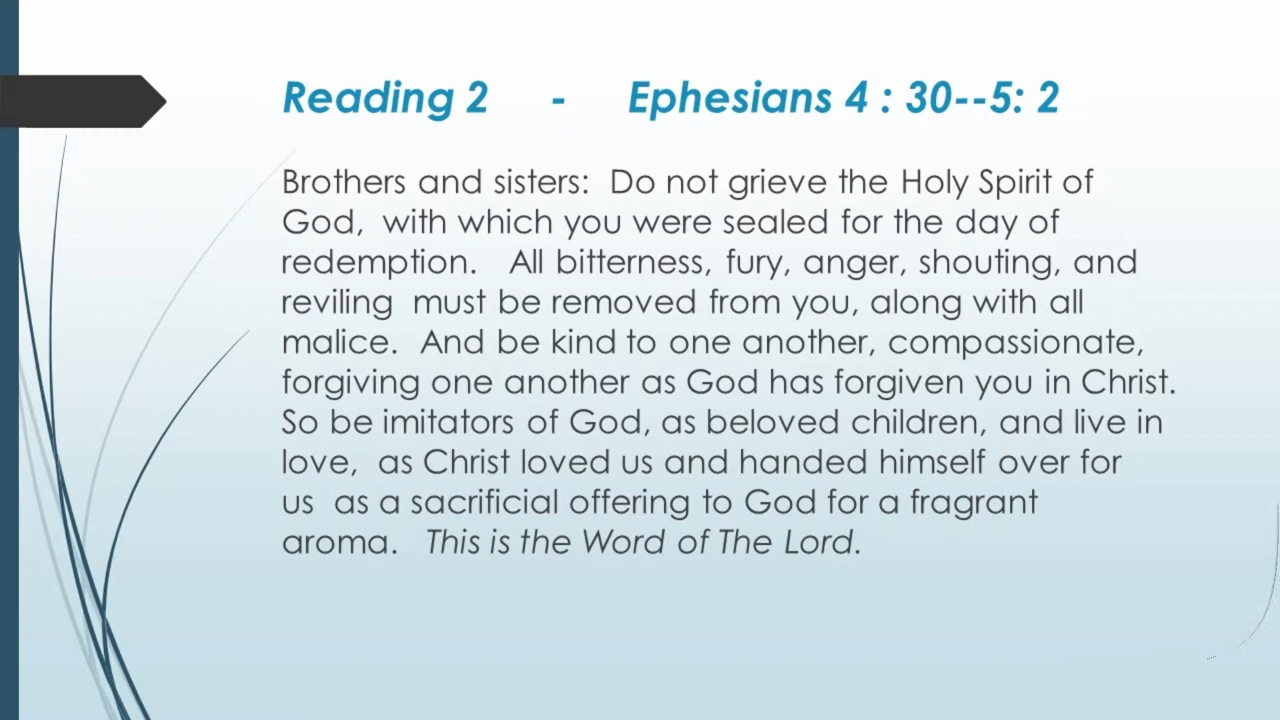 Reading 2 - Ephesians 4 : 30--5: 2
Brothers and sisters: Do not grieve the Holy Spirit of
God, with which you were sealed for the day of
redemption. All bitterness, fury, anger, shouting, and
reviling must be removed from you, along with all
malice. And be kind to one another, compassionate,
forgiving one another as God has forgiven you in Christ.
So be imitators of God, as beloved children, and live in
love, as Christ loved us and handed himself over for
us as a sacrificial offering to God for a fragrant
aroma. This is the Word of The Lord.